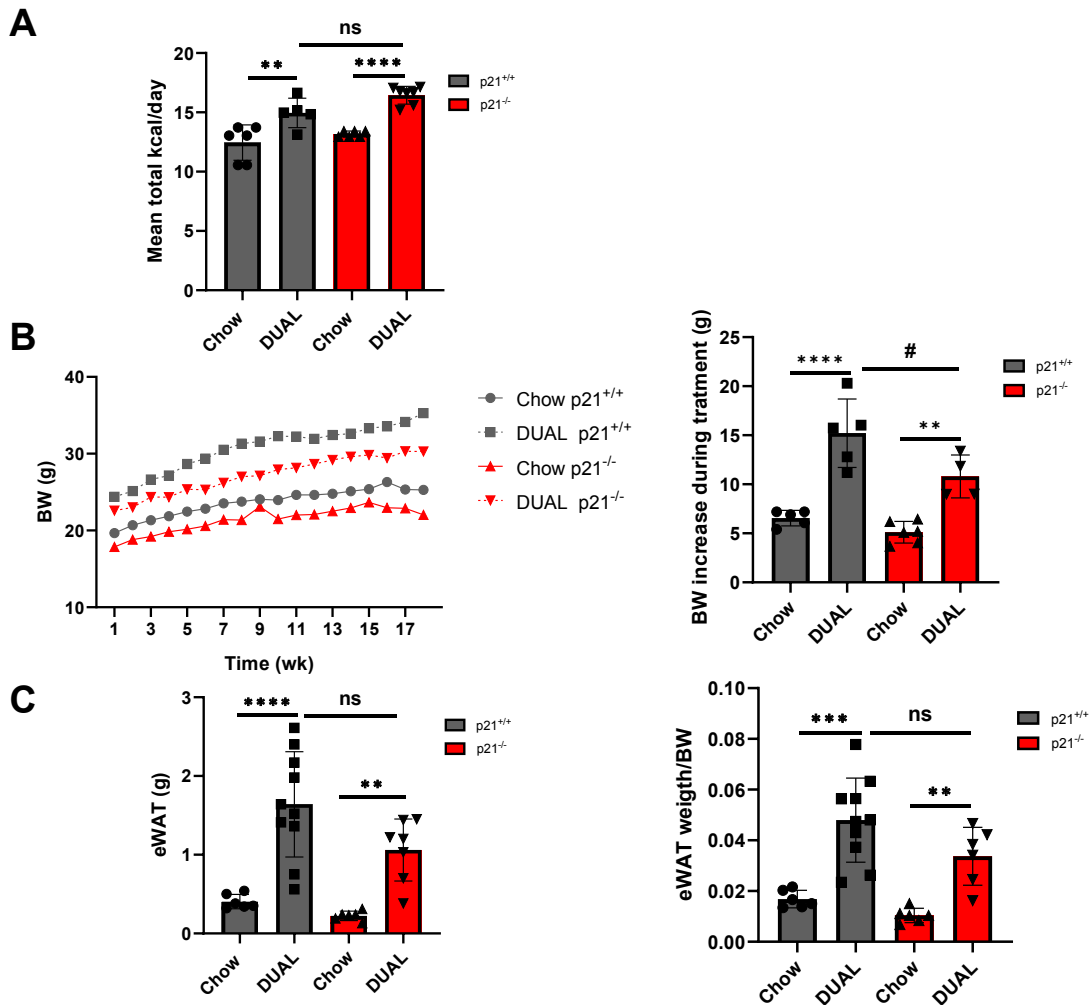 A
ns
**
****
p21+/+
p21-/-
20
15
10
5
0
Mean total kcal/day
Chow
DUAL
Chow
DUAL
B
40
30
20
10
BW (g)
1
3
5
7
9
11
13
15
17
Time (wk)
Chow p21+/+
DUAL p21+/+
Chow p21-/-
DUAL p21-/-
25
20
15
10
5
0
BW increase during tratment (g)
****
#
**
p21+/+
p21-/-
Chow
DUAL
Chow
DUAL
C
3
2
1
0
eWAT (g)
****
ns
**
p21+/+
p21-/-
Chow
DUAL
Chow
DUAL
0.10
0.08
0.06
0.04
0.02
0.00
eWAT weigth/BW
***
ns
**
p21+/+
p21-/-
Chow
DUAL
Chow
DUAL